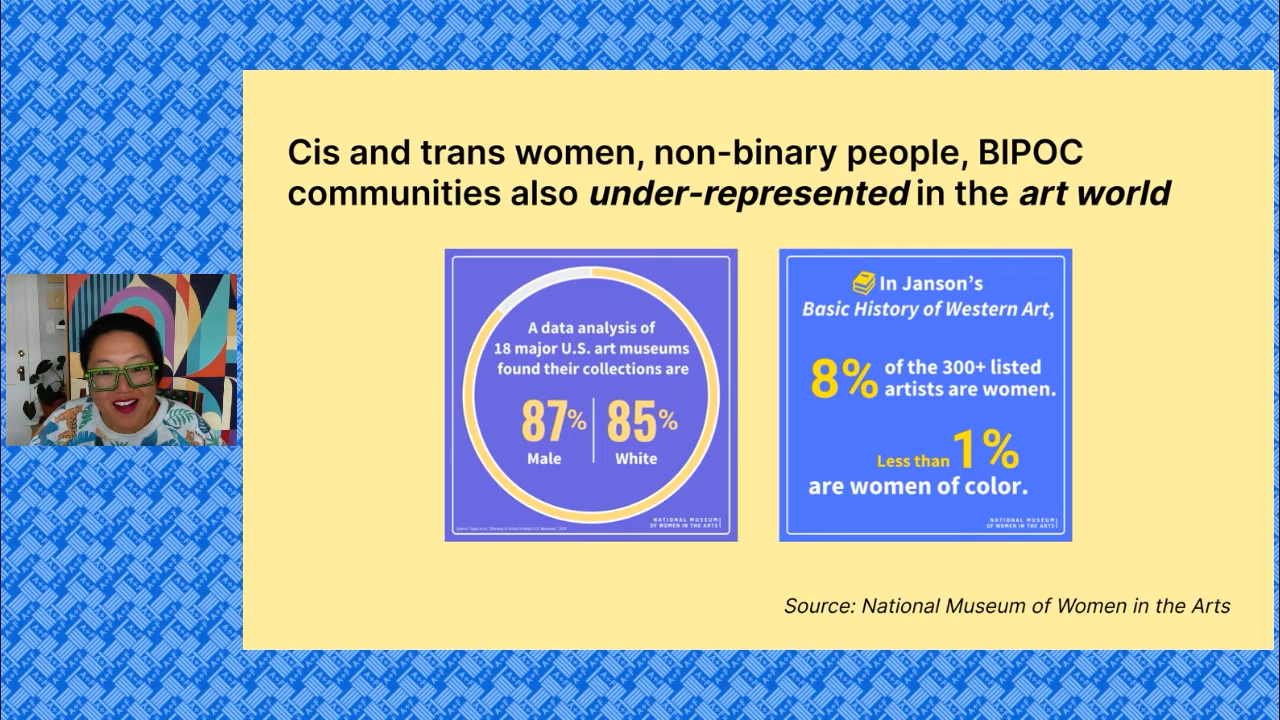 Cis and trans women, non-binary people, BIPOC
communities also under-represented in the art world
A data analysis of
18 major U.S. art museums
found their collections are
87% 85%
Male White
NATIONAL MUSEUM
OF WOMEN IN THE ARTS
In Janson's
Basic History of Western Art,
8% of the 300+ listed
artists are women.
Less than 1%
are women of color.
NATIONAL MUSEUM
OF WOMEN IN THE ARTS
Source: National Museum of Women in the Arts